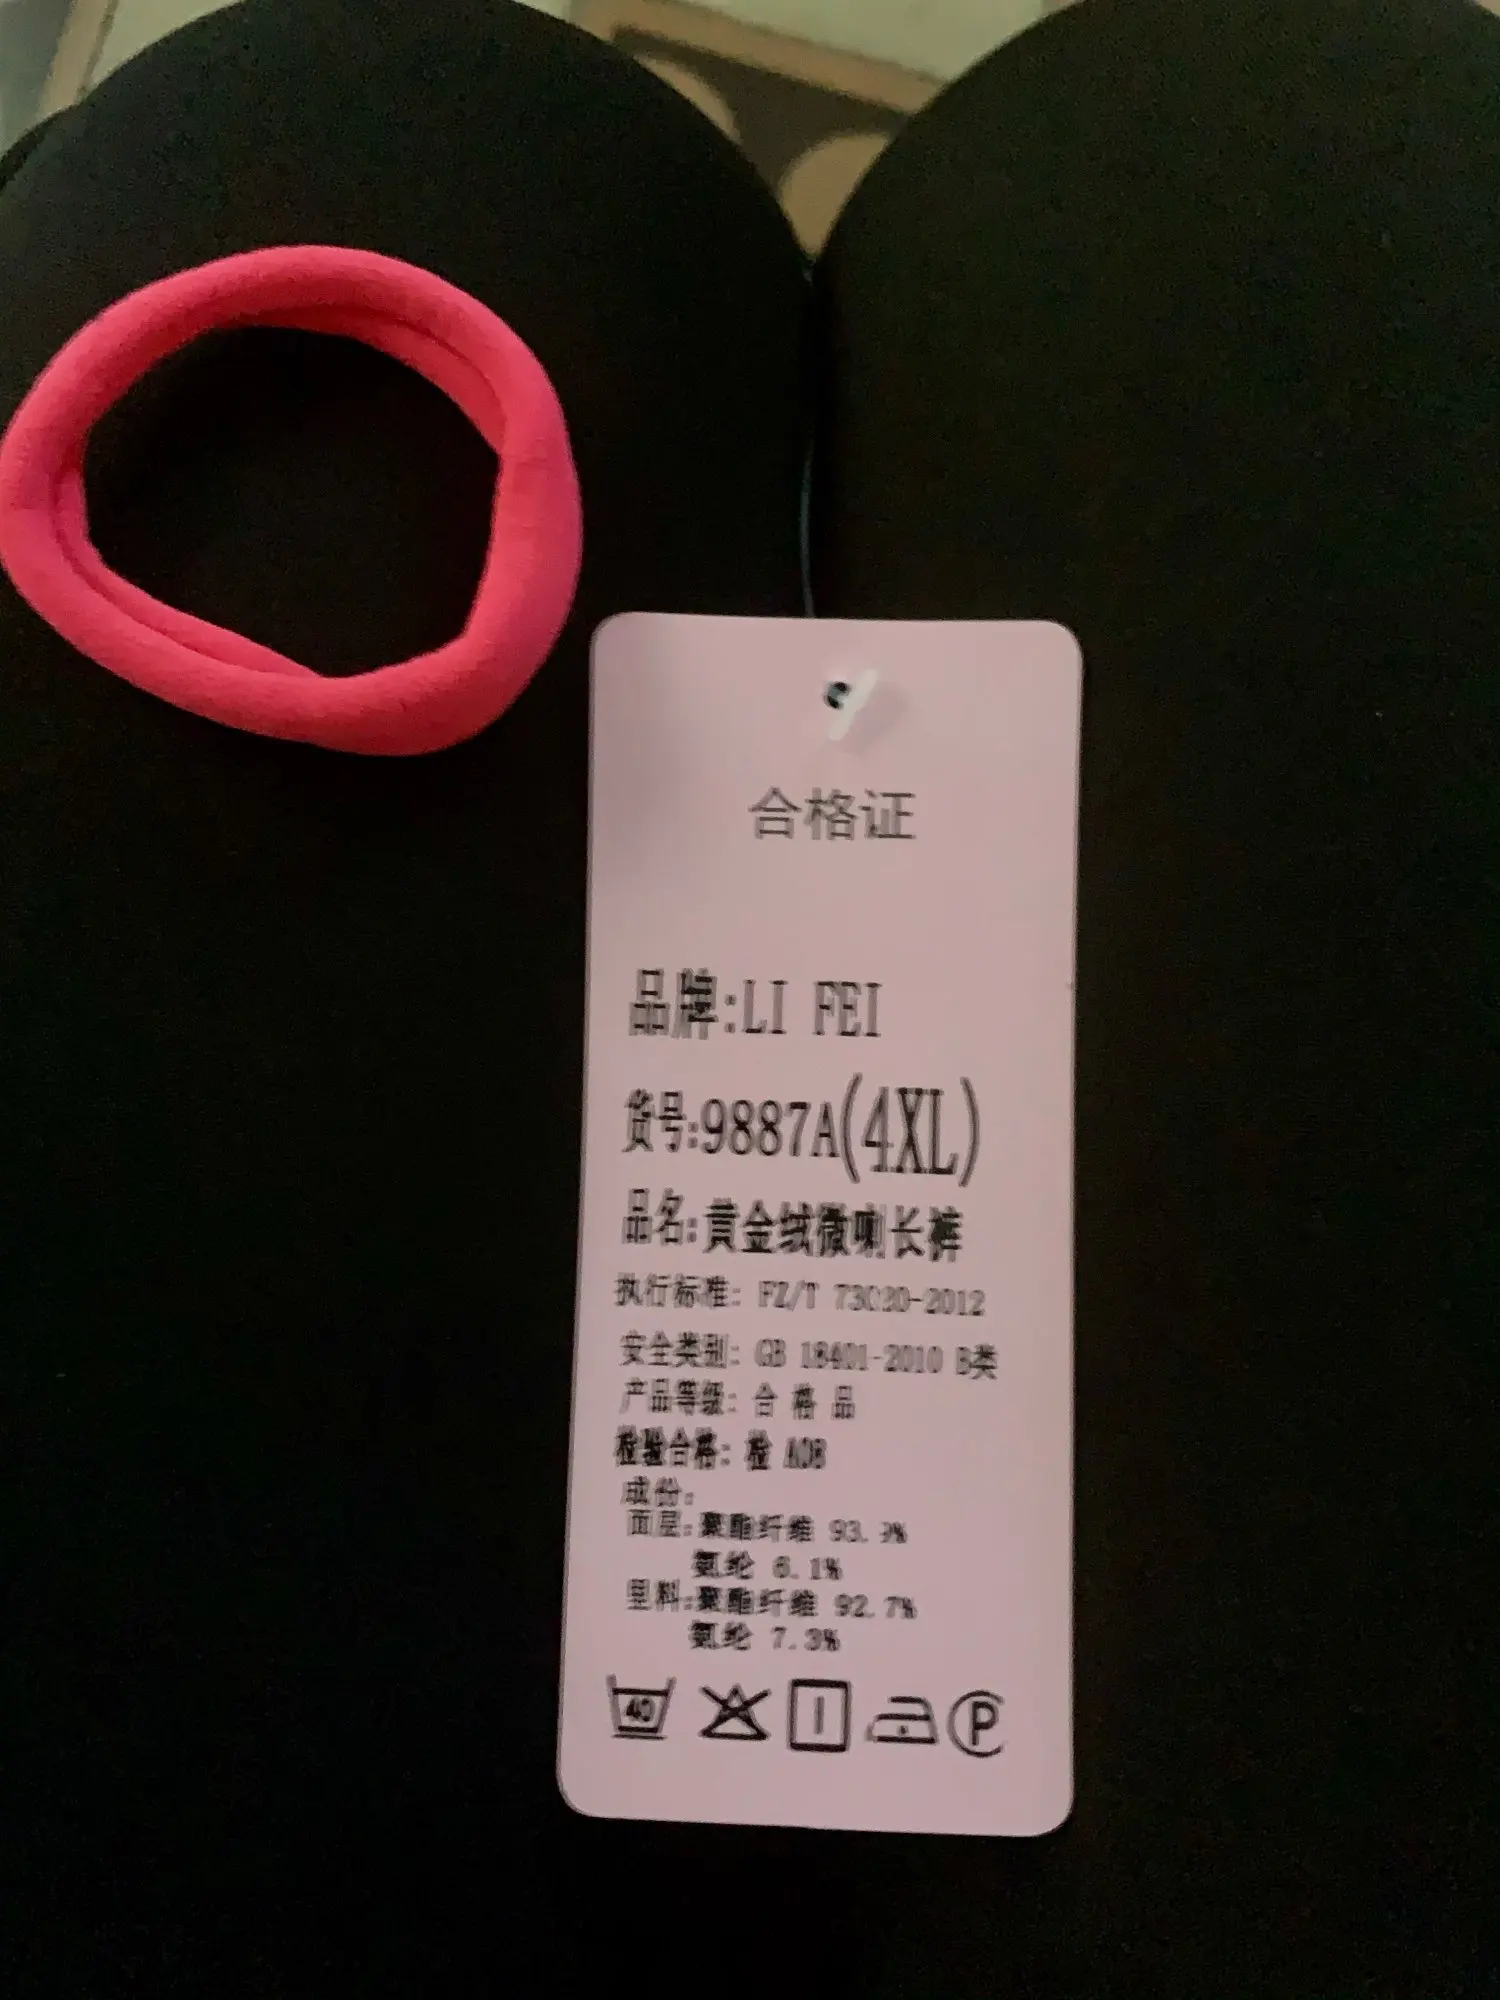 合格证
品牌:LI FEI
货号:9887A(4XL)
品名:黄金绒微喇长裤
执行标准: FZ/T 73020-2012
安全类别: GB 18401-2010 B类
产品等级: 合 格 品
检验合格: 检 A08
成份:
面层:聚酯纤维 93.9%
氨纶 6.1%
里料:聚酯纤维 92.7%
氨纶 7.3%
40
P